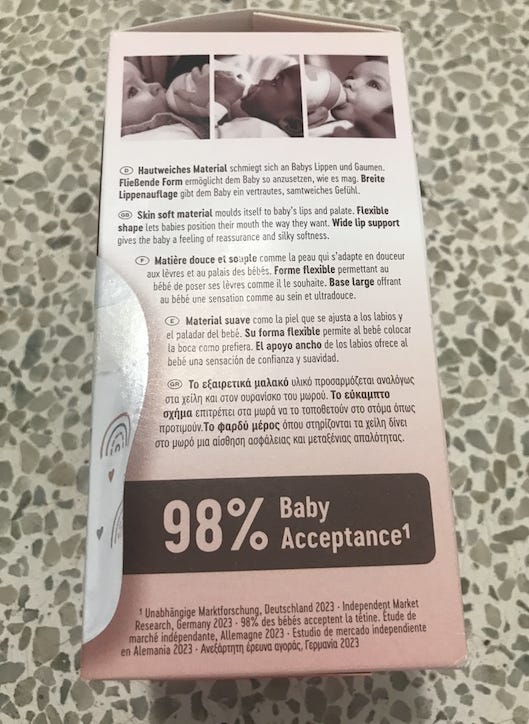 D Hautweiches Material schmiegt sich an Babys Lippen und Gaumen.
Fließende Form ermöglicht dem Baby so anzusetzen, wie es mag. Breite
Lippenauflage gibt dem Baby ein vertrautes, samtweiches Gefühl.
GB Skin soft material moulds itself to baby's lips and palate. Flexible
shape lets babies position their mouth the way they want. Wide lip support
gives the baby a feeling of reassurance and silky softness.
F Matière douce et souple comme la peau qui s'adapte en douceur
aux lèvres et au palais des bébés. Forme flexible permettant au
bébé de poser ses lèvres comme il le souhaite. Base large offrant
au bébé une sensation comme au sein et ultradouce.
E Material suave como la piel que se ajusta a los labios y
el paladar del bebé. Su forma flexible permite al bebé colocar
la boca como prefiera. El apoyo ancho de los labios ofrece al
bebé una sensación de confianza y suavidad.
GR Το εξαιρετικά μαλακό υλικό προσαρμόζεται αναλόγως
στα χείλη και στον ουρανίσκο του μωρού. Το εύκαμπτο
σχήμα επιτρέπει στα μωρά να το τοποθετούν στο στόμα όπως
προτιμούν.Το φαρδύ μέρος όπου στηρίζονται τα χείλη δίνει
στο μωρό μια αίσθηση ασφάλειας και μεταξένιας απαλότητας.
98% Baby
Acceptance¹
¹ Unabhängige Marktforschung, Deutschland 2023 · Independent Market
Research, Germany 2023 · 98% des bébés acceptent la tétine. Étude de
marché indépendante, Allemagne 2023 · Estudio de mercado independiente
en Alemania 2023 · Ανεξάρτητη έρευνα αγοράς, Γερμανία 2023